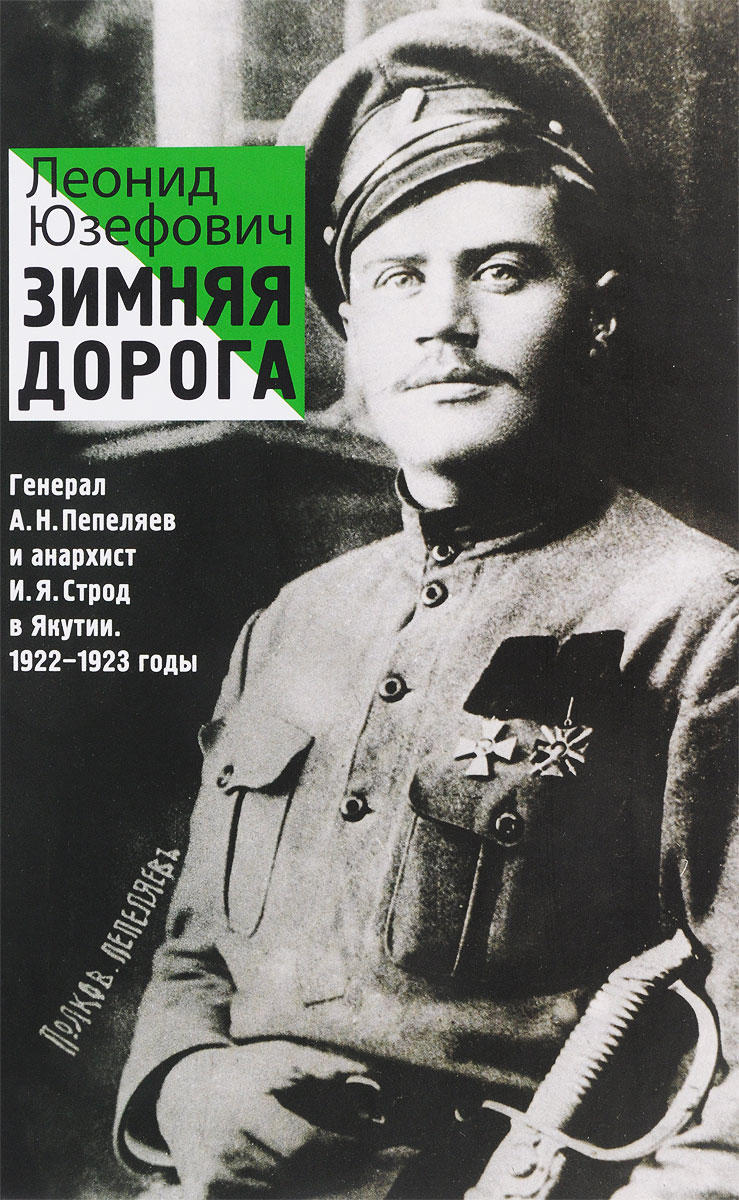 Леонид
Юзефович
ЗИМНЯЯ
ДОРОГА
Генерал
А. Н. Пепеляев
и анархист
И. Я. Строд
в Якутии.
1922–1923 годы
Полков. Пепеляевъ